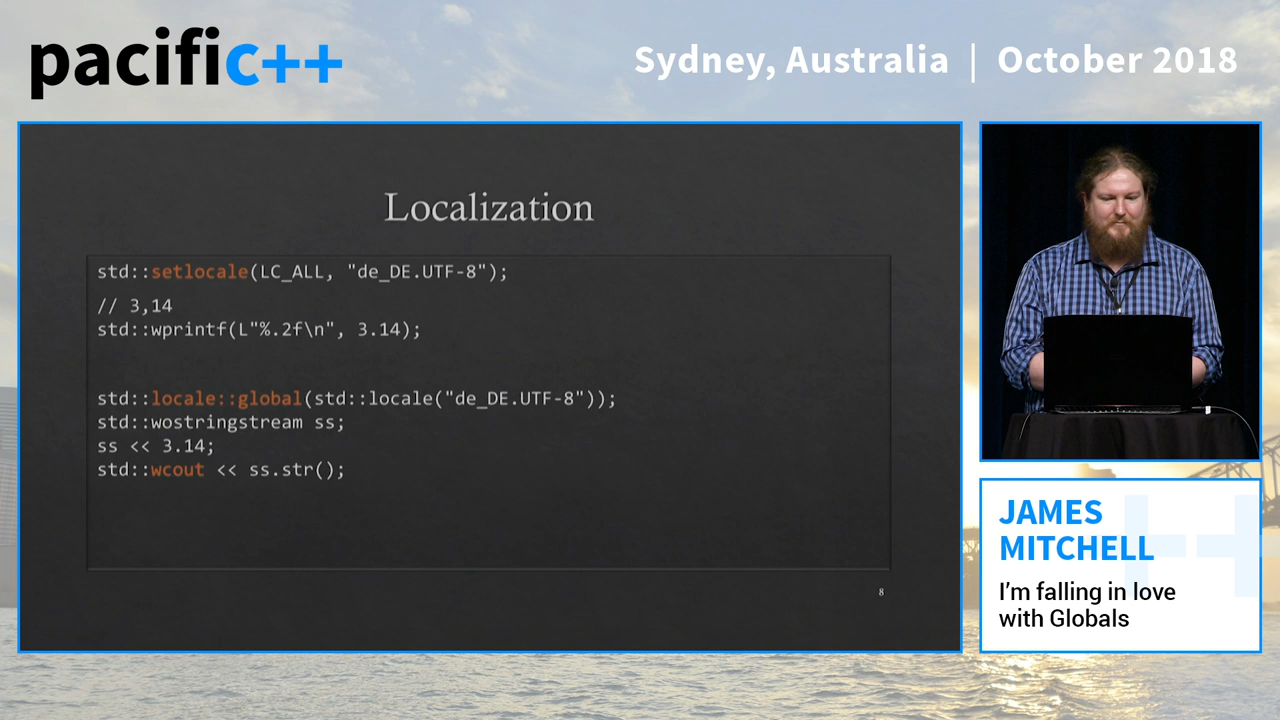 pacific++
Sydney, Australia | October 2018
Localization
std::setlocale(LC_ALL, "de_DE.UTF-8");
// 3,14
std::wprintf(L"%.2f\n", 3.14);
std::locale::global(std::locale("de_DE.UTF-8"));
std::wostringstream ss;
ss << 3.14;
std::wcout << ss.str();
8
JAMES
MITCHELL
I'm falling in love
with Globals